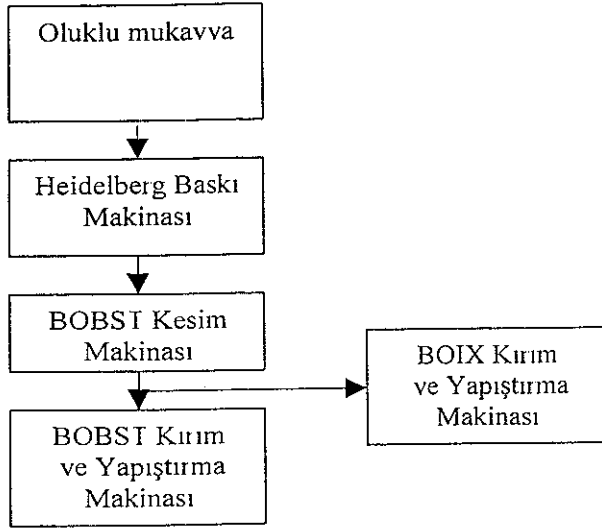 Oluklu mukavva
Heidelberg Baskı
Makinası
BOBST Kesim
Makinası
BOIX Kırım
ve Yapıştırma
Makinası
BOBST Kırım
ve Yapıştırma
Makinası